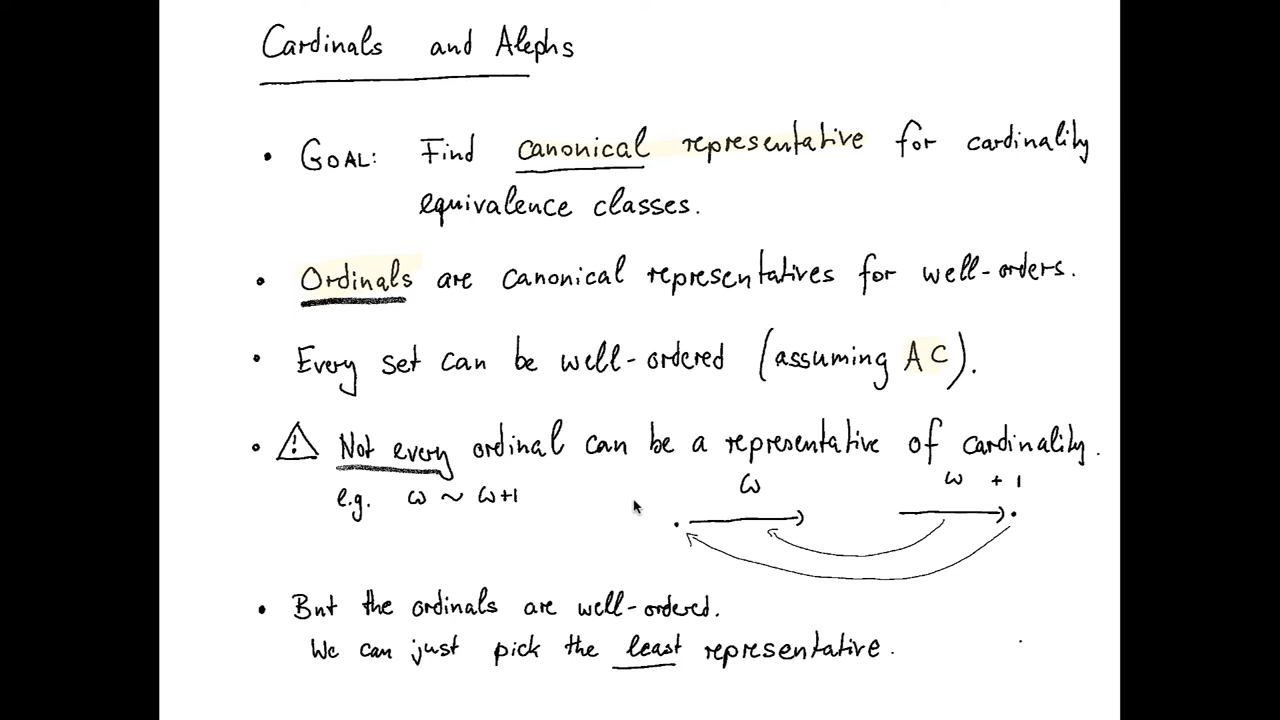 Cardinals and Alephs
• GOAL: Find canonical representative for cardinality
equivalence classes.
• Ordinals are canonical representatives for well-orders.
• Every set can be well-ordered (assuming AC).
• ⚠ Not every ordinal can be a representative of cardinality.
e.g. ω ~ ω+1
ω
ω + 1
• But the ordinals are well-ordered.
We can just pick the least representative.